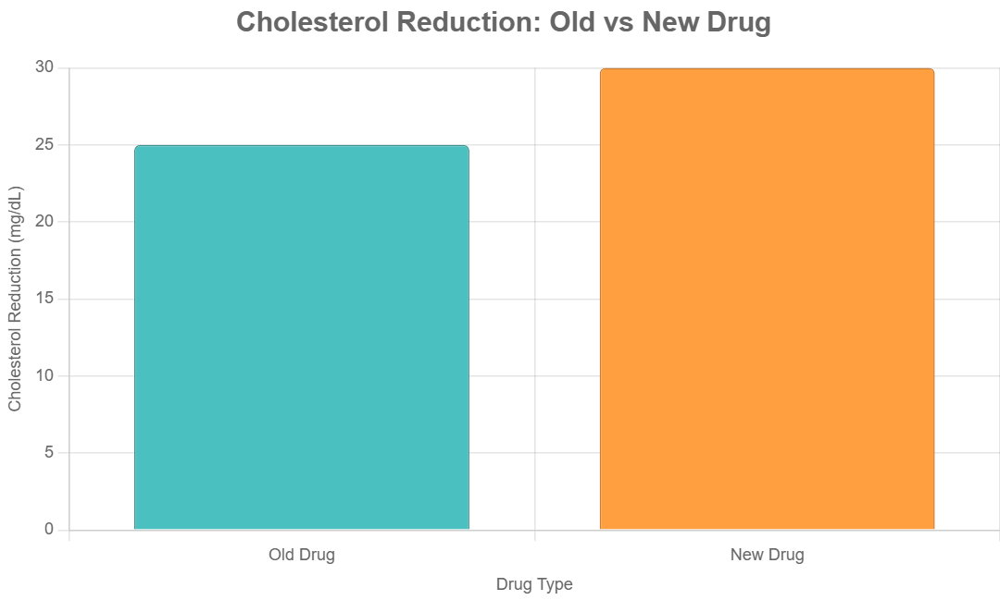 Cholesterol Reduction: Old vs New Drug
30
25
20
15
10
5
0
Cholesterol Reduction (mg/dL)
Old Drug
New Drug
Drug Type